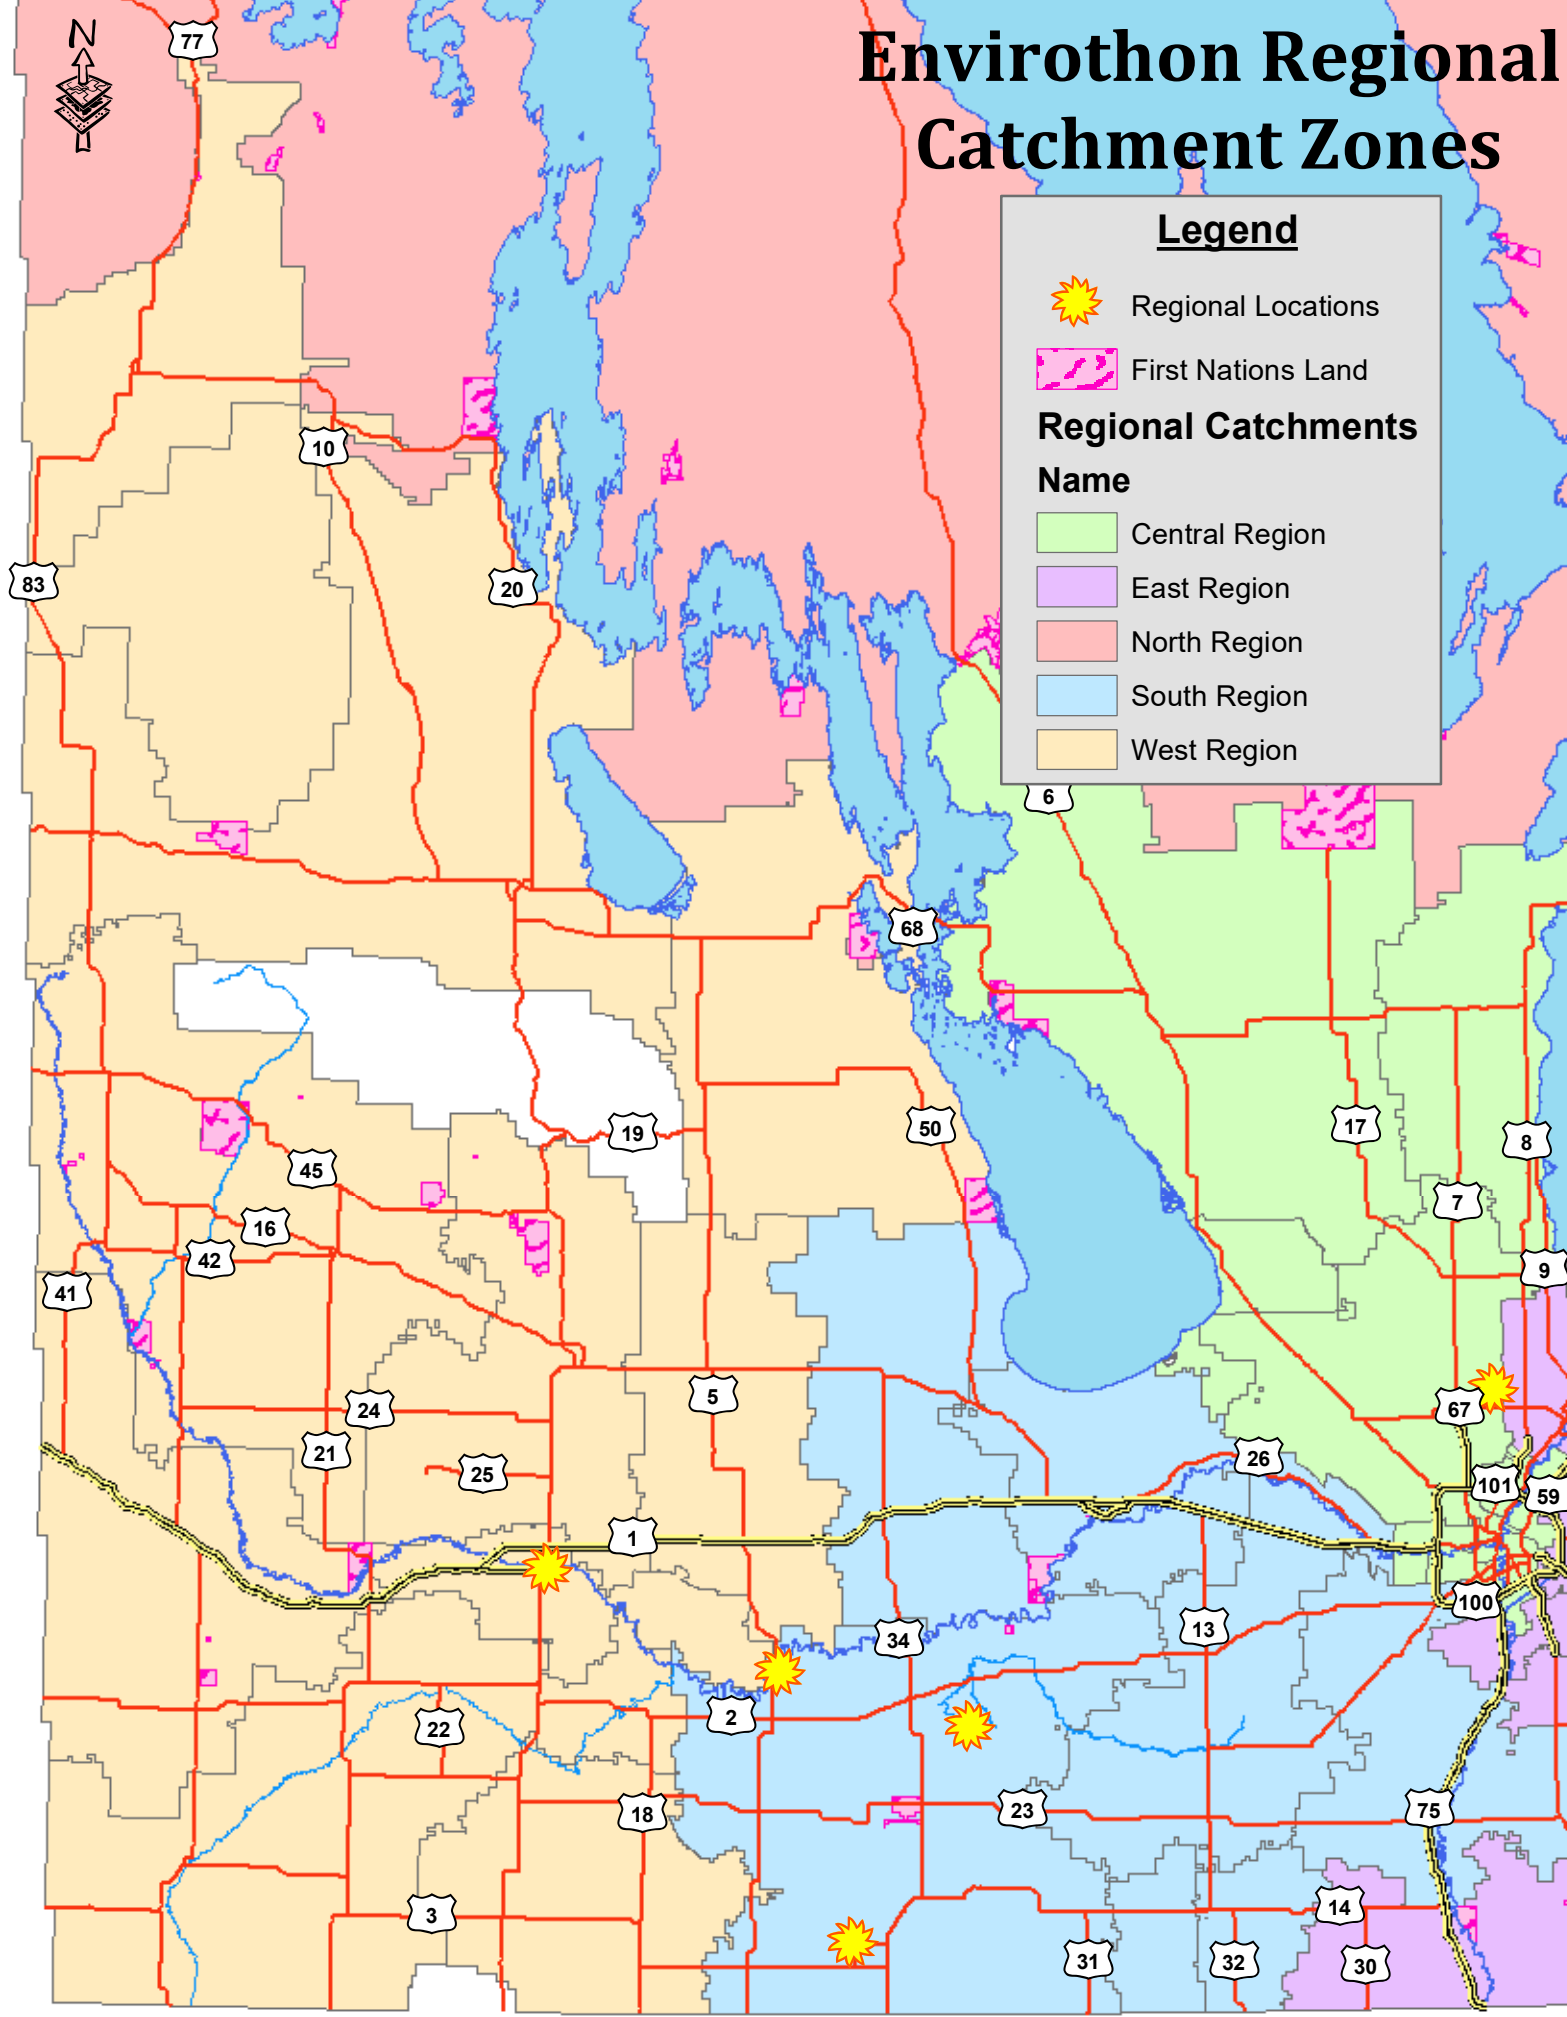 Envirothon Regional
Catchment Zones
N
77
Legend
Regional Locations
First Nations Land
Regional Catchments
Name
Central Region
East Region
North Region
South Region
West Region
10
83
20
6
68
19
50
17
8
45
7
16
42
9
41
5
67
24
21
26
25
101
59
1
100
13
34
2
22
23
75
18
14
3
31
32
30